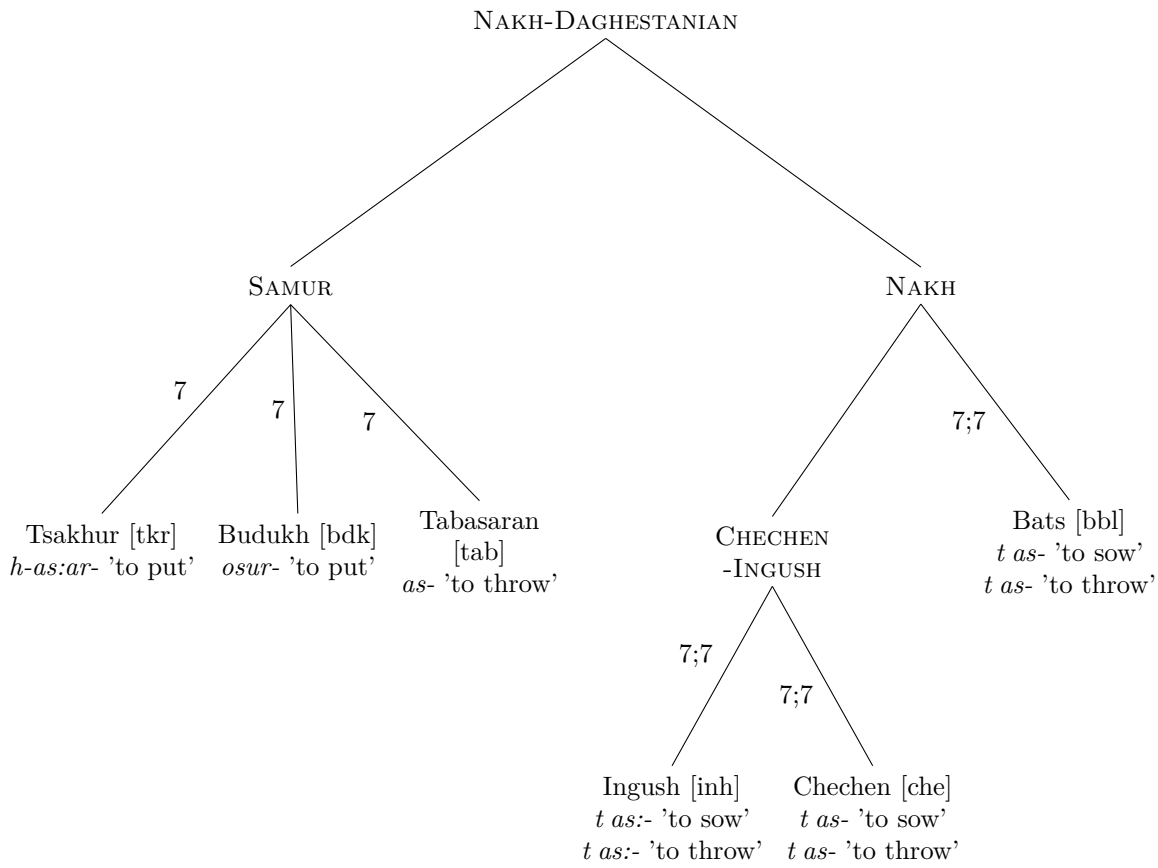 NAKH-DAGHESTANIAN
SAMUR
NAKH
7
7
7
7;7
Tsakhur [tkr]
h-as:ar- 'to put'
Budukh [bdk]
osur- 'to put'
Tabasaran
[tab]
as- 'to throw'
CHECHEN
-INGUSH
Bats [bbl]
t as- 'to sow'
t as- 'to throw'
7;7
7;7
Ingush [inh]
t as:- 'to sow'
t as:- 'to throw'
Chechen [che]
t as- 'to sow'
t as- 'to throw'